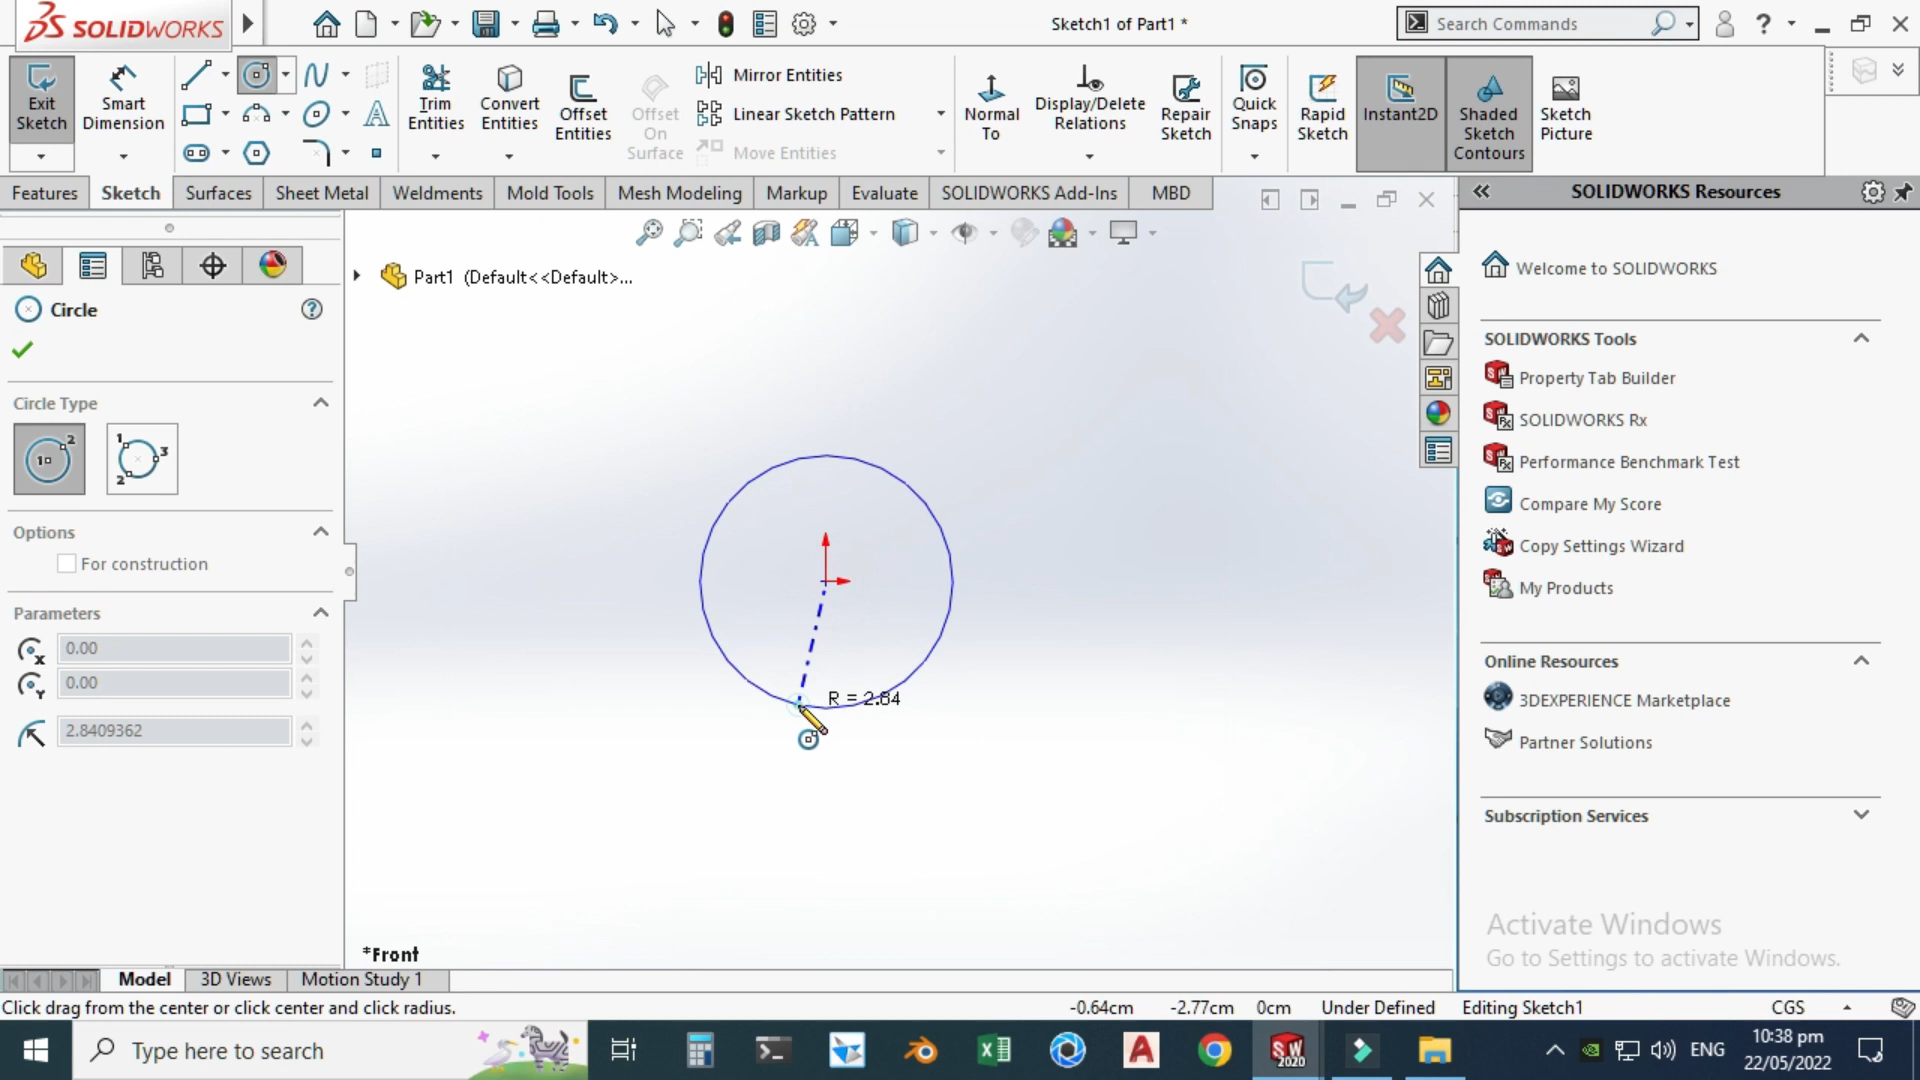 SOLIDWORKS
Sketch1 of Part1 *
Search Commands
?
Exit Sketch
Smart Dimension
Trim Entities
Convert Entities
Offset Entities
Offset On Surface
Mirror Entities
Linear Sketch Pattern
Move Entities
Normal To
Display/Delete Relations
Repair Sketch
Quick Snaps
Rapid Sketch
Instant2D
Shaded Sketch Contours
Sketch Picture
Features
Sketch
Surfaces
Sheet Metal
Weldments
Mold Tools
Mesh Modeling
Markup
Evaluate
SOLIDWORKS Add-Ins
MBD
SOLIDWORKS Resources
Part1 (Default<<Default>...
Circle
?
Circle Type
1 2
1 2 3
Options
For construction
Parameters
0.00
0.00
2.8409362
R = 2.84
*Front
Welcome to SOLIDWORKS
SOLIDWORKS Tools
Property Tab Builder
SOLIDWORKS Rx
Performance Benchmark Test
Compare My Score
Copy Settings Wizard
My Products
Online Resources
3DEXPERIENCE Marketplace
Partner Solutions
Subscription Services
Activate Windows
Go to Settings to activate Windows.
Model
3D Views
Motion Study 1
Click drag from the center or click center and click radius.
-0.64cm
-2.77cm
0cm
Under Defined
Editing Sketch1
CGS
Type here to search
SW 2020
ENG
10:38 pm
22/05/2022